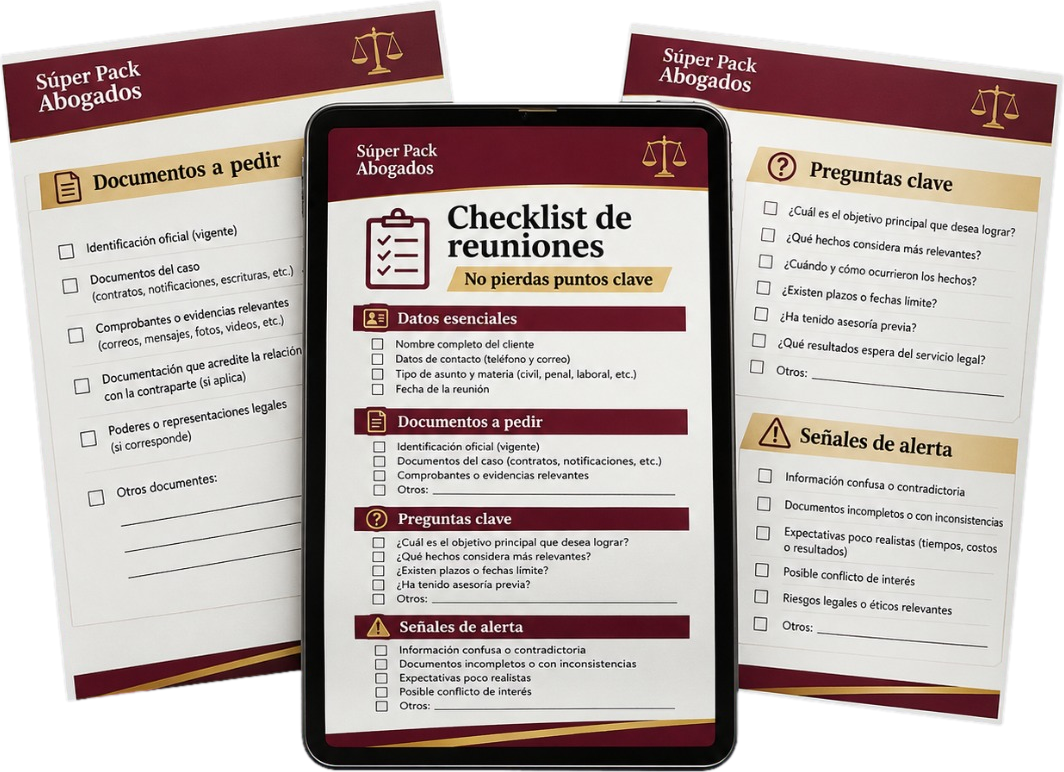 Súper Pack
Abogados
Documentos a pedir
Identificación oficial (vigente)
Documentos del caso
(contratos, notificaciones, escrituras, etc.)
Comprobantes o evidencias relevantes
(correos, mensajes, fotos, videos, etc.)
Documentación que acredite la relación
con la contraparte (si aplica)
Poderes o representaciones legales
(si corresponde)
Otros documentes:
Súper Pack
Abogados
Checklist de
reuniones
No pierdas puntos clave
Datos esenciales
Nombre completo del cliente
Datos de contacto (teléfono y correo)
Tipo de asunto y materia (civil, penal, laboral, etc.)
Fecha de la reunión
Documentos a pedir
Identificación oficial (vigente)
Documentos del caso (contratos, notificaciones, etc.)
Comprobantes o evidencias relevantes
Otros:
Preguntas clave
¿Cuál es el objetivo principal que desea lograr?
¿Qué hechos considera más relevantes?
¿Existen plazos o fechas límite?
¿Ha tenido asesoría previa?
Otros:
Señales de alerta
Información confusa o contradictoria
Documentos incompletos o con inconsistencias
Expectativas poco realistas
Posible conflicto de interés
Otros:
Súper Pack
Abogados
Preguntas clave
¿Cuál es el objetivo principal que desea lograr?
¿Qué hechos considera más relevantes?
¿Cuándo y cómo ocurrieron los hechos?
¿Existen plazos o fechas límite?
¿Ha tenido asesoría previa?
¿Qué resultados espera del servicio legal?
Otros:
Señales de alerta
Información confusa o contradictoria
Documentos incompletos o con inconsistencias
Expectativas poco realistas (tiempos, costos
o resultados)
Posible conflicto de interés
Riesgos legales o éticos relevantes
Otros: